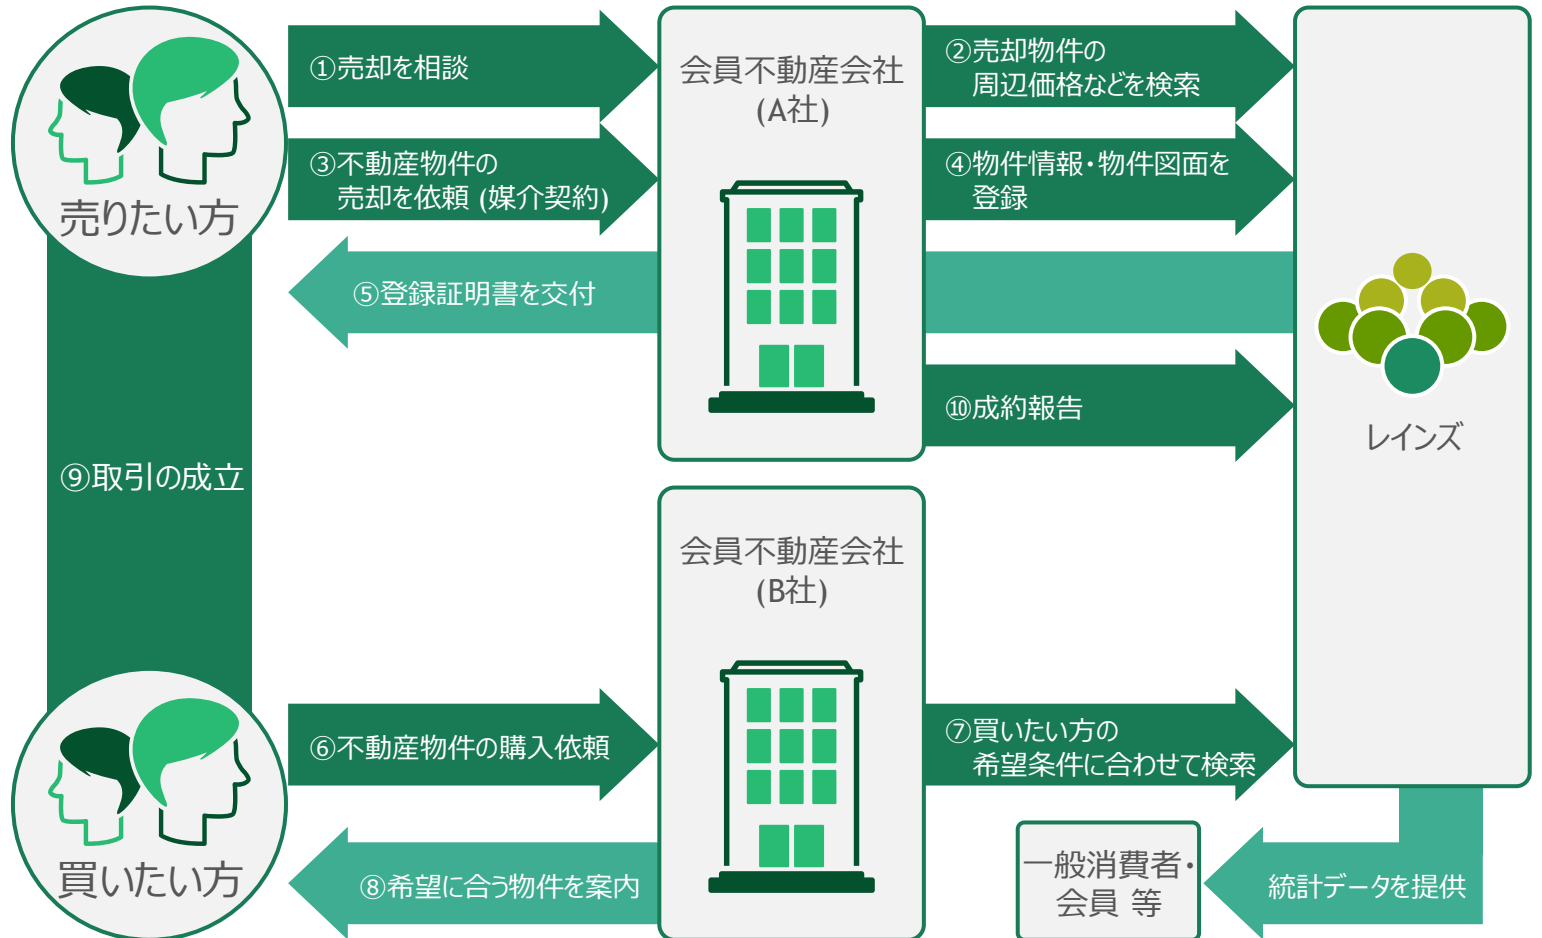 ①売却を相談
会員不動産会社
(A社)
②売却物件の
周辺価格などを検索
③不動産物件の
売却を依頼 (媒介契約)
④物件情報・物件図面を
登録
売りたい方
⑤登録証明書を交付
⑩成約報告
レインズ
⑨取引の成立
会員不動産会社
(B社)
⑥不動産物件の購入依頼
⑦買いたい方の
希望条件に合わせて検索
買いたい方
⑧希望に合う物件を案内
一般消費者・
会員 等
統計データを提供